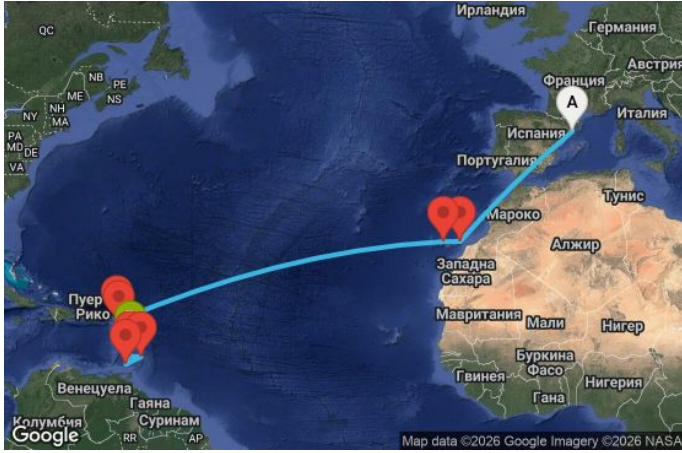 Ирландия
QC
Германия
NB
PE
ME
NS
Австрия
Франция
NH
NY
MA
A
Италия
PA
MD
DE
VA
Испания
Португалия
Тунис
Мароко
Алжир
Западна
Сахара
Пуерто
Рико
Мавритания
Мали
Нигер
Буркина
Фасо
Венецуела
Гвинея
Нигерия
Гаяна
Гана
Колумбия
Суринам
RR
AP
Google
Map data ©2026 Google Imagery ©2026 NASA